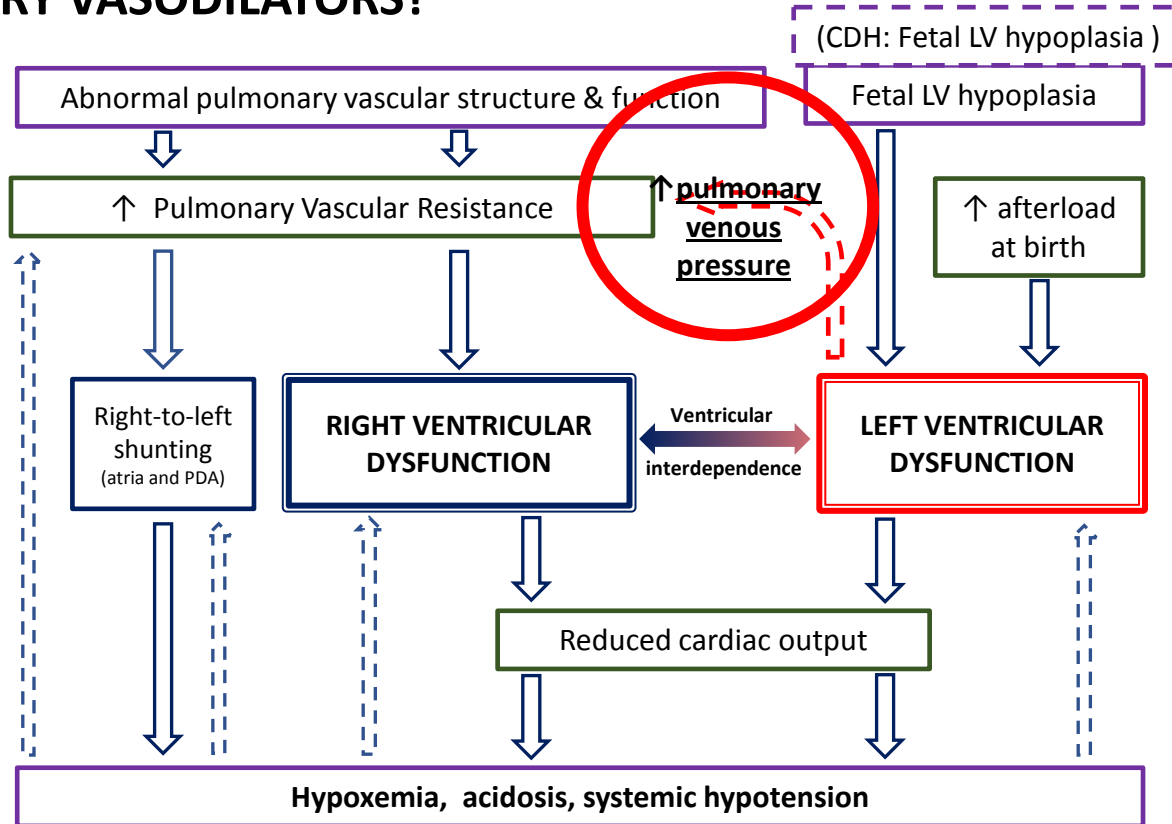 RY VASODILATORS?
(CDH: Fetal LV hypoplasia )
Abnormal pulmonary vascular structure & function
Fetal LV hypoplasia
↑ Pulmonary Vascular Resistance
↑pulmonary
venous
pressure
↑ afterload
at birth
Right-to-left
shunting
(atria and PDA)
RIGHT VENTRICULAR
DYSFUNCTION
Ventricular
interdependence
LEFT VENTRICULAR
DYSFUNCTION
Reduced cardiac output
Hypoxemia, acidosis, systemic hypotension